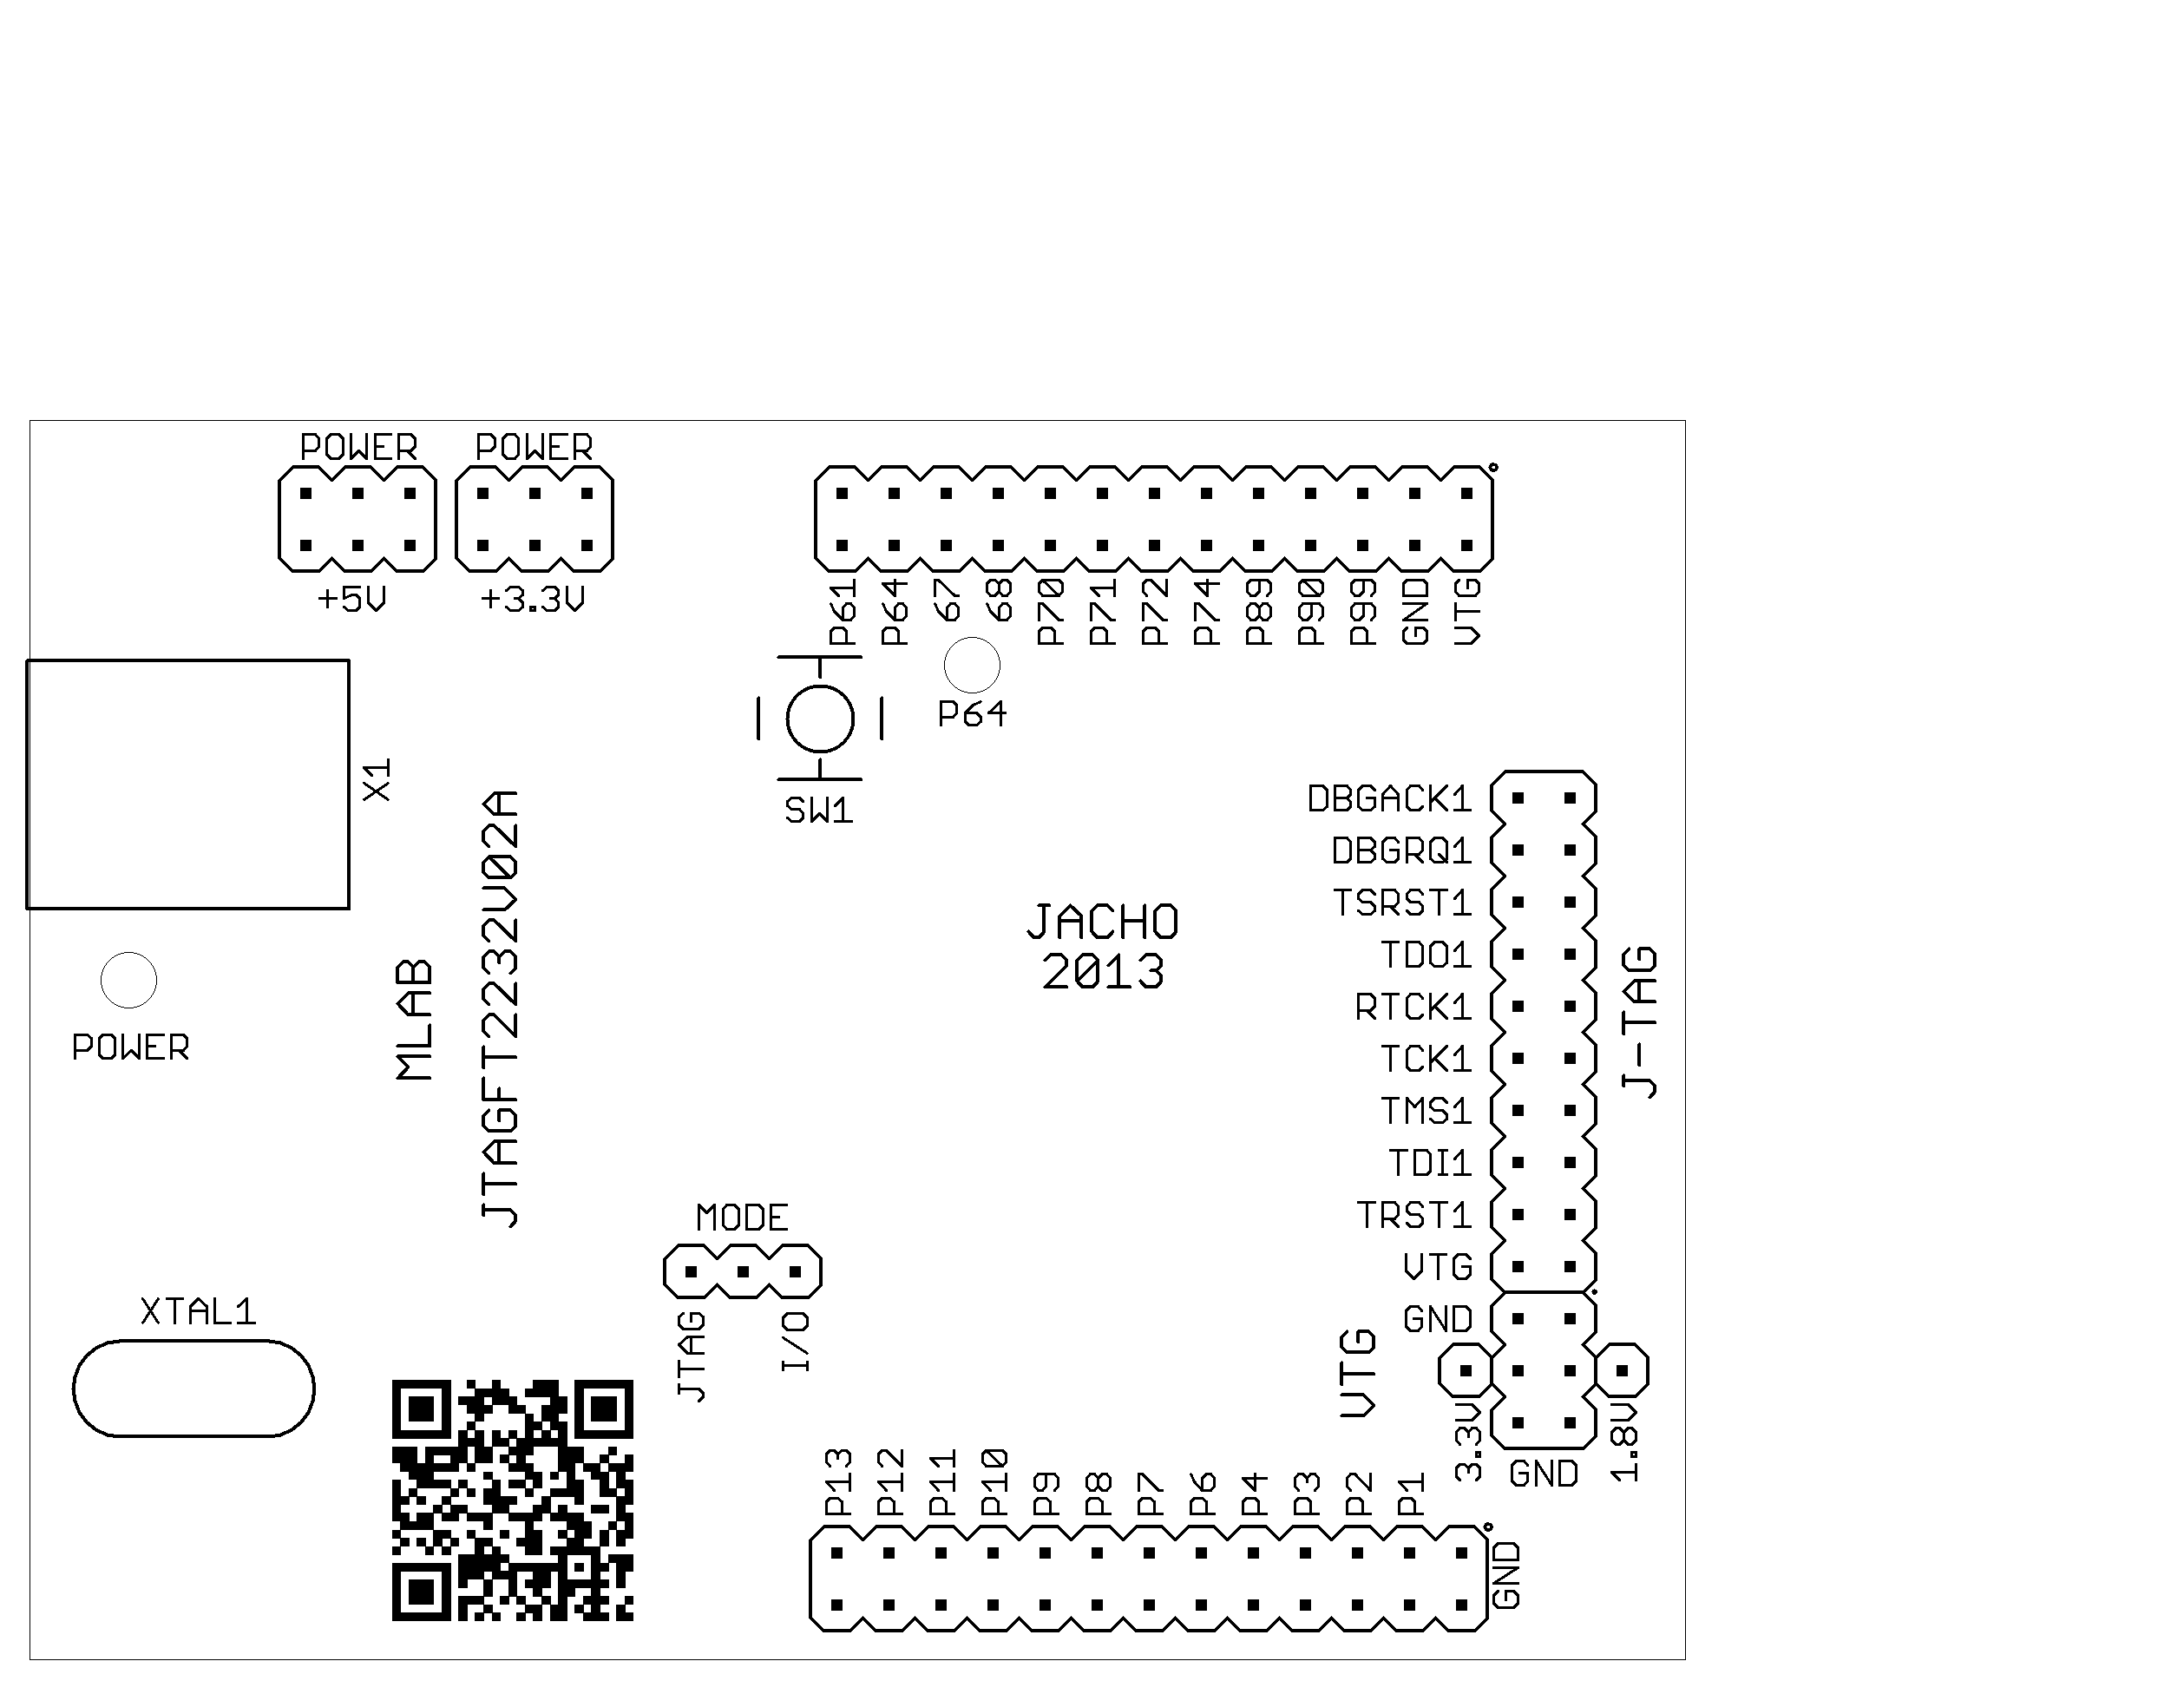 POWER
POWER
+5V
+3.3V
P61
P64
67
68
P70
P71
P72
P74
P89
P90
P99
GND
VTG
P64
X1
SW1
DBGACK1
DBGRQ1
TSRST1
TDO1
RTCK1
TCK1
TMS1
TDI1
TRST1
VTG
GND
J-TAG
JACHO
2013
POWER
MLAB
JTAGFT2232V02A
MODE
JTAG
I/O
XTAL1
VTG
3.3V
GND
1.8V
P13
P12
P11
P10
P9
P8
P7
P6
P4
P3
P2
P1
GND